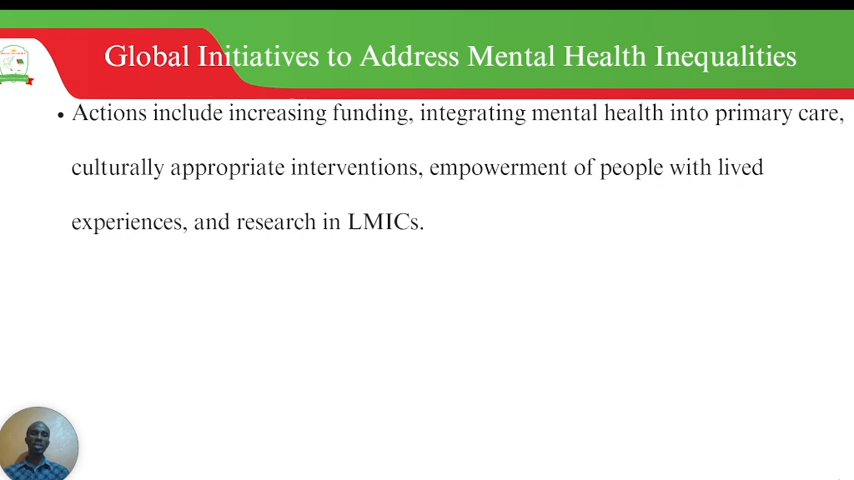 Global Initiatives to Address Mental Health Inequalities
• Actions include increasing funding, integrating mental health into primary care,
culturally appropriate interventions, empowerment of people with lived
experiences, and research in LMICs.